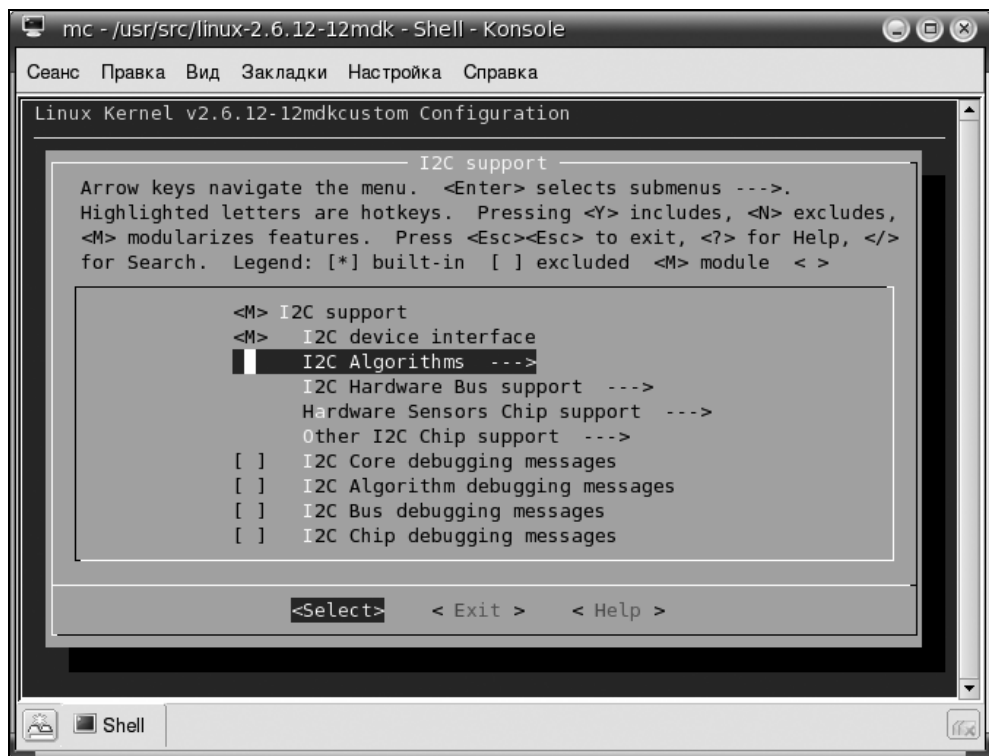 mc - /usr/src/linux-2.6.12-12mdk - Shell - Konsole
Сеанс Правка Вид Закладки Настройка Справка
Linux Kernel v2.6.12-12mdkcustom Configuration
I2C support
Arrow keys navigate the menu. <Enter> selects submenus --->.
Highlighted letters are hotkeys. Pressing <Y> includes, <N> excludes,
<M> modularizes features. Press <Esc><Esc> to exit, <?> for Help, </>
for Search. Legend: [*] built-in [ ] excluded <M> module < >
<M> I2C support
<M> I2C device interface
I2C Algorithms --->
I2C Hardware Bus support --->
Hardware Sensors Chip support --->
Other I2C Chip support --->
[ ] I2C Core debugging messages
[ ] I2C Algorithm debugging messages
[ ] I2C Bus debugging messages
[ ] I2C Chip debugging messages
<Select> < Exit > < Help >
Shell